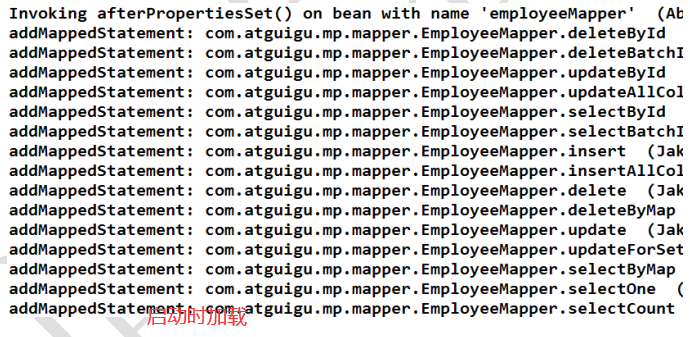 Invoking afterPropertiesSet() on bean with name 'employeeMapper'  (Ab
addMappedStatement: com.atguigu.mp.mapper.EmployeeMapper.deleteById
addMappedStatement: com.atguigu.mp.mapper.EmployeeMapper.deleteBatchI
addMappedStatement: com.atguigu.mp.mapper.EmployeeMapper.updateById
addMappedStatement: com.atguigu.mp.mapper.EmployeeMapper.updateAllCol
addMappedStatement: com.atguigu.mp.mapper.EmployeeMapper.selectById
addMappedStatement: com.atguigu.mp.mapper.EmployeeMapper.selectBatchI
addMappedStatement: com.atguigu.mp.mapper.EmployeeMapper.insert  (Jak
addMappedStatement: com.atguigu.mp.mapper.EmployeeMapper.insertAllCol
addMappedStatement: com.atguigu.mp.mapper.EmployeeMapper.delete  (Jak
addMappedStatement: com.atguigu.mp.mapper.EmployeeMapper.deleteByMap
addMappedStatement: com.atguigu.mp.mapper.EmployeeMapper.update  (Jak
addMappedStatement: com.atguigu.mp.mapper.EmployeeMapper.updateForSet
addMappedStatement: com.atguigu.mp.mapper.EmployeeMapper.selectByMap
addMappedStatement: com.atguigu.mp.mapper.EmployeeMapper.selectOne  (
addMappedStatement: com.atguigu.mp.mapper.EmployeeMapper.selectCount
启动时加载